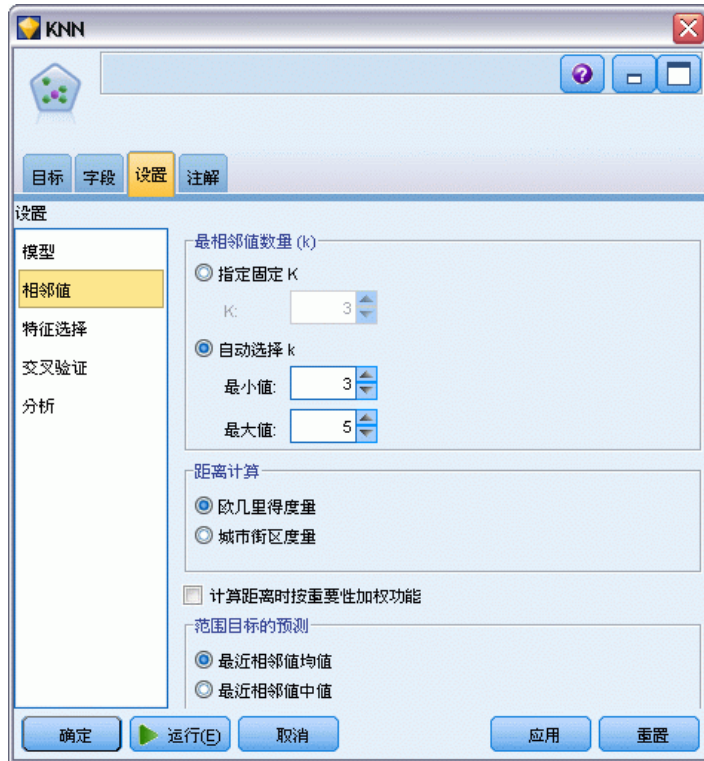 KNN
目标 字段 设置 注解
设置
模型
相邻值
特征选择
交叉验证
分析
最相邻值数量 (k)
指定固定 K
K: 3
自动选择 k
最小值: 3
最大值: 5
距离计算
欧几里得度量
城市街区度量
计算距离时按重要性加权功能
范围目标的预测
最近相邻值均值
最近相邻值中值
确定 运行(E) 取消 应用 重置